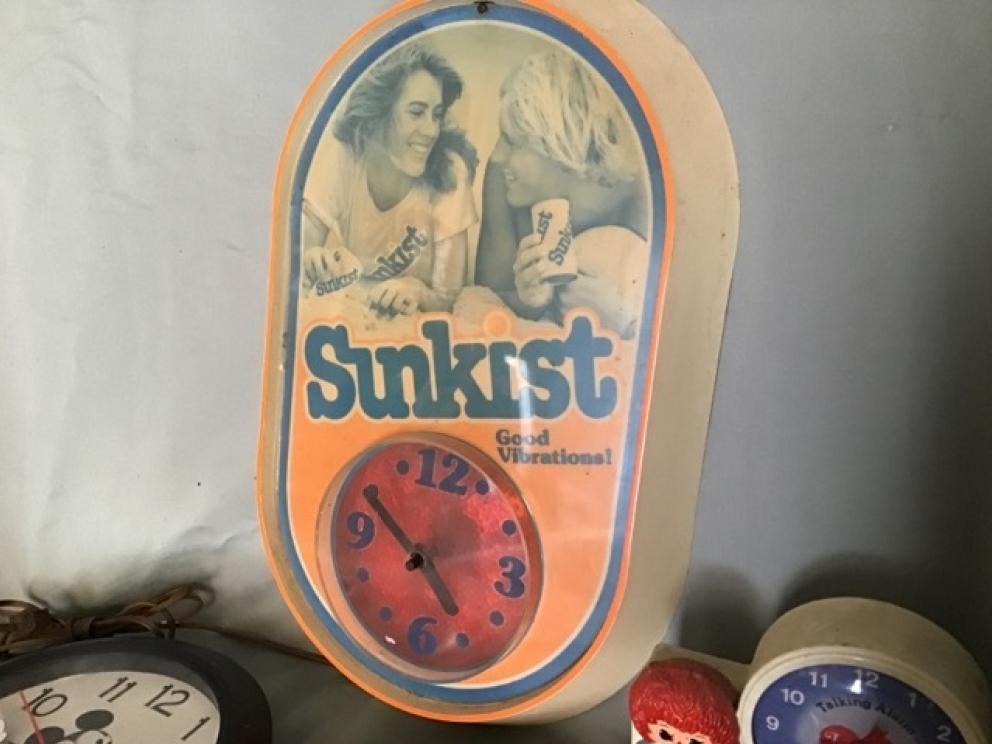 Sunkist
Sunkist
Sunkist
Sunkist
Good
Vibrations!
12
9
3
6
10 11 12 1
9 10 11 12 1 2
Talking Alarm